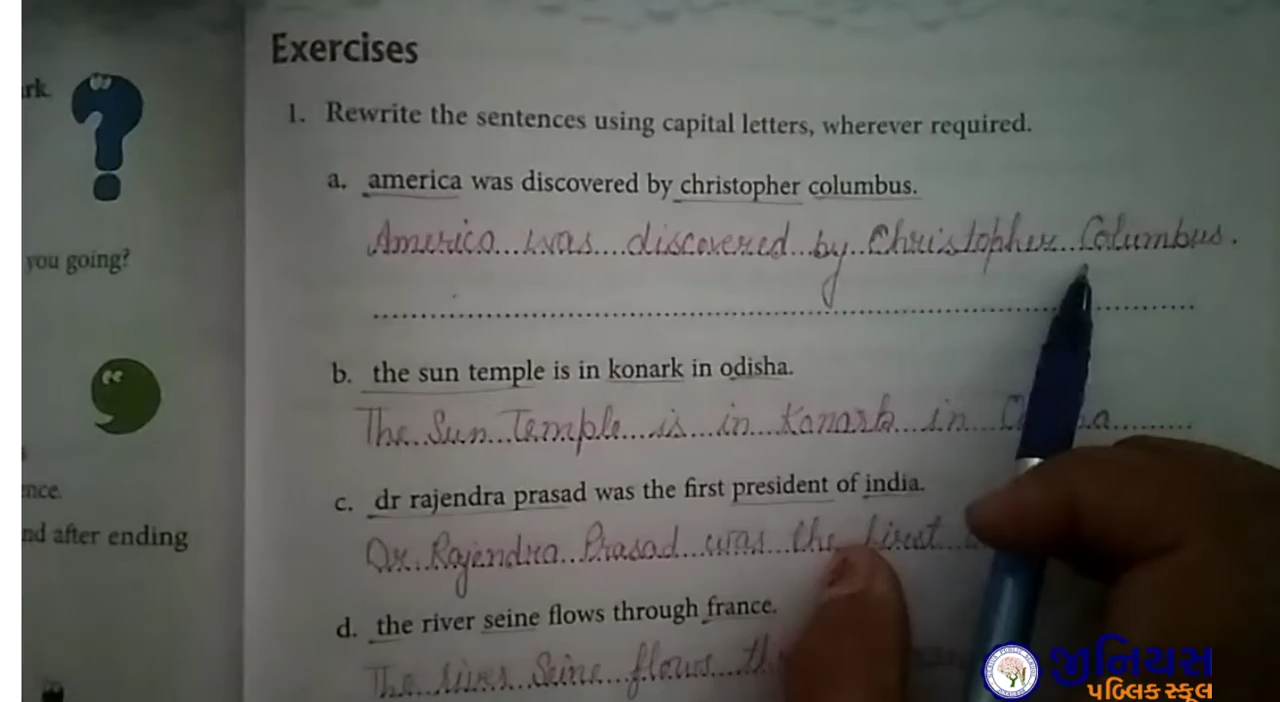 Exercises
rk.
1. Rewrite the sentences using capital letters, wherever required.
a. america was discovered by christopher columbus.
America was discovered by Christopher Columbus.
you going?
b. the sun temple is in konark in odisha.
The Sun Temple is in Konark in
nce.
c. dr rajendra prasad was the first president of india.
nd after ending
Dr. Rajendra Prasad was the first
d. the river seine flows through france.
The river Seine flows th
જીનિયસ
પબ્લિક સ્કૂલ